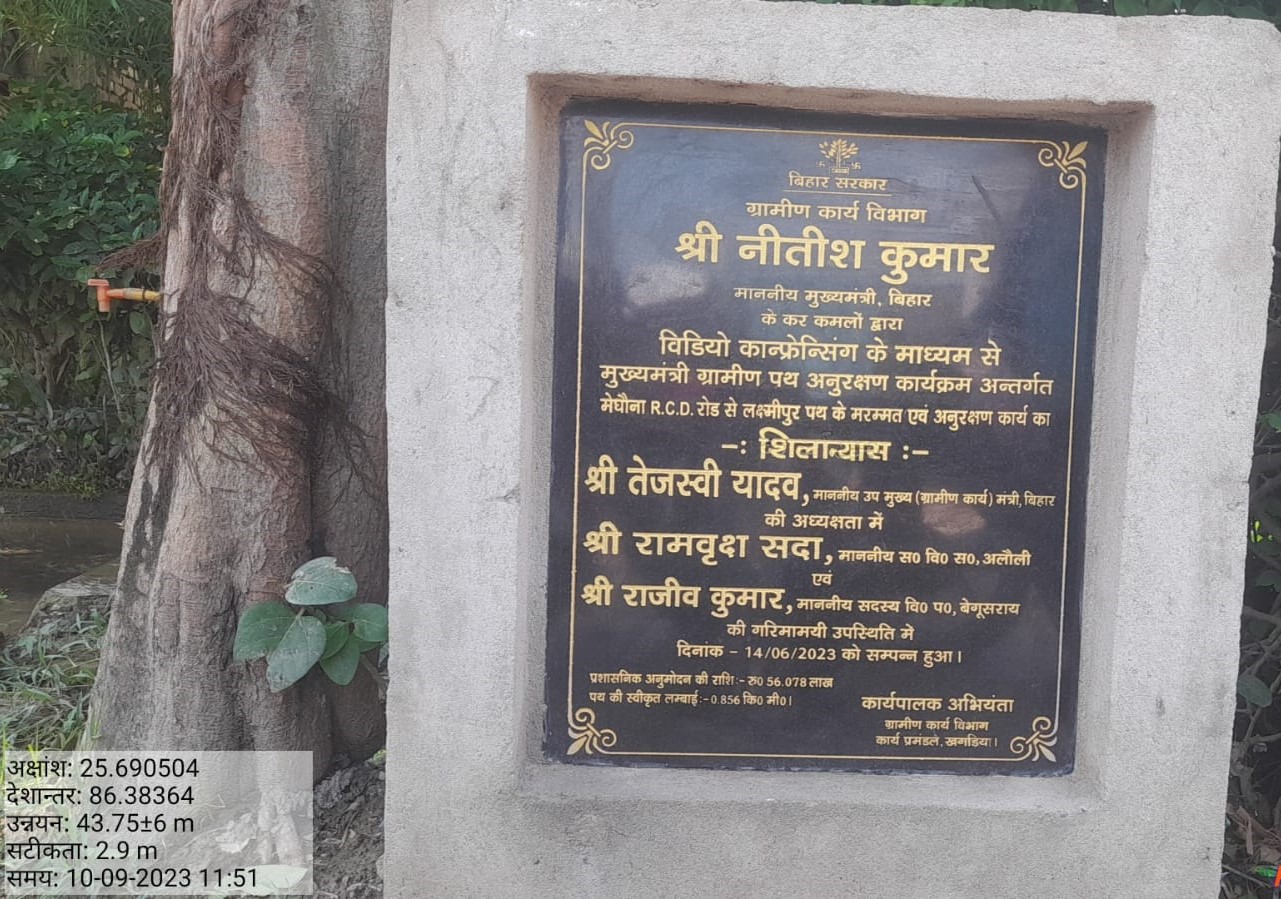 बिहार सरकार
ग्रामीण कार्य विभाग
श्री नीतीश कुमार
माननीय मुख्यमंत्री, बिहार
के कर कमलों द्वारा
विडियो कान्फ्रेन्सिंग के माध्यम से
मुख्यमंत्री ग्रामीण पथ अनुरक्षण कार्यक्रम अन्तर्गत
मेघौना R.C.D. रोड से लक्ष्मीपुर पथ के मरम्मत एवं अनुरक्षण कार्य का
-: शिलान्यास :-
श्री तेजस्वी यादव, माननीय उप मुख्य (ग्रामीण कार्य) मंत्री, बिहार
की अध्यक्षता में
श्री रामवृक्ष सदा, माननीय स० वि० स०, अलौली
एवं
श्री राजीव कुमार, माननीय सदस्य वि० प०, बेगूसराय
की गरिमामयी उपस्थिति में
दिनांक - 14/06/2023 को सम्पन्न हुआ।
प्रशासनिक अनुमोदन की राशि:- रु० 56.078 लाख
पथ की स्वीकृत लम्बाई:- 0.856 कि० मी०।
कार्यपालक अभियंता
ग्रामीण कार्य विभाग
कार्य प्रमंडले, खगड़िया।
अक्षांश: 25.690504
देशान्तर: 86.38364
उन्नयन: 43.75±6 m
सटीकता: 2.9 m
समय: 10-09-2023 11:51